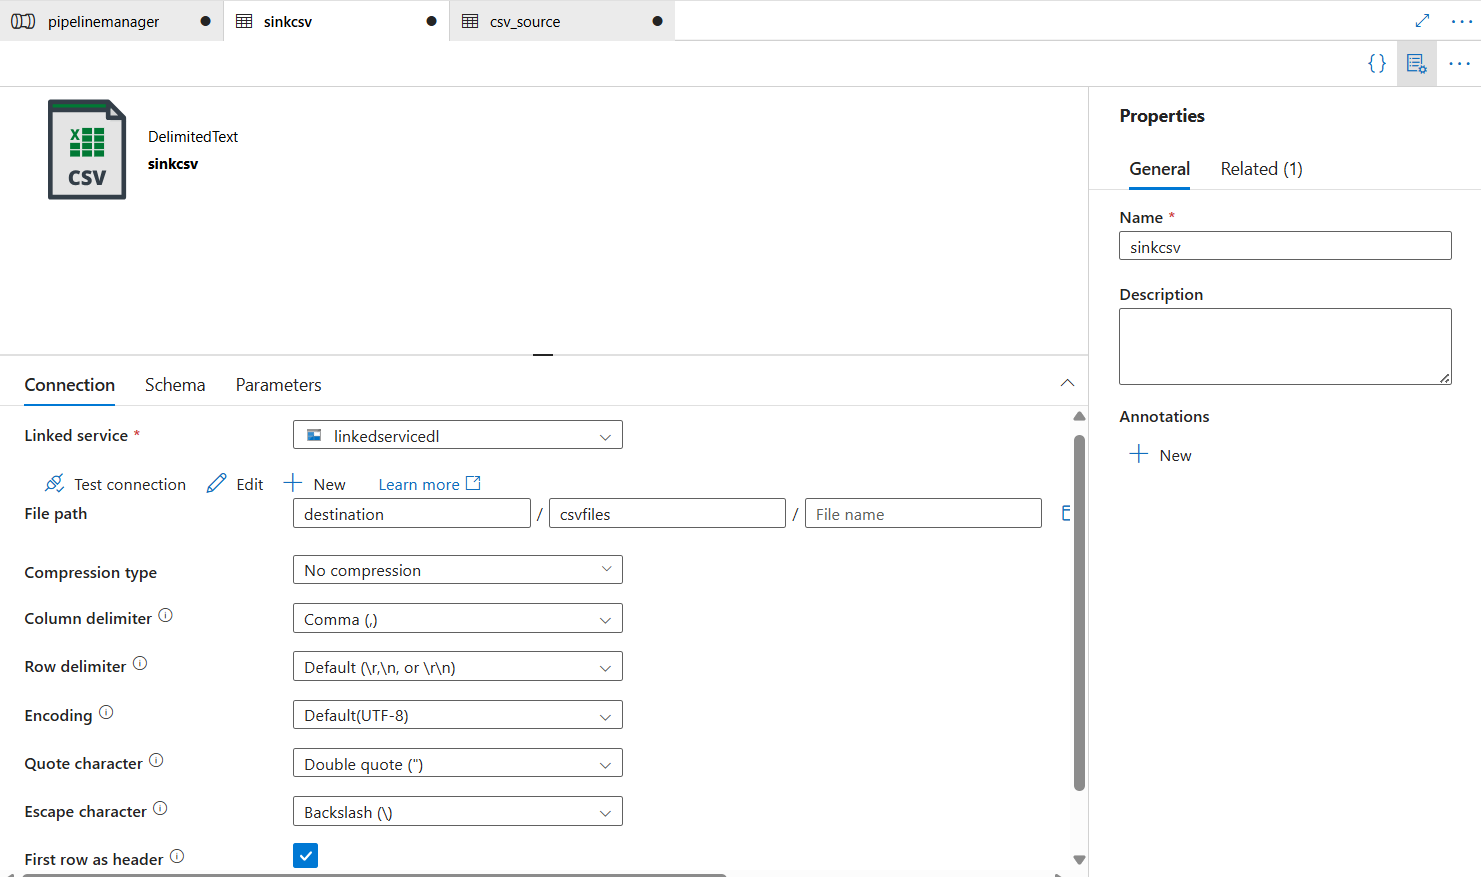 pipelinemanager
sinkcsv
csv_source
{}
CSV
DelimitedText
sinkcsv
Connection Schema Parameters
Linked service *
linkedservicedl
Test connection Edit New Learn more
File path
destination / csvfiles / File name
Compression type
No compression
Column delimiter
Comma (,)
Row delimiter
Default (\r,\n, or \r\n)
Encoding
Default(UTF-8)
Quote character
Double quote (")
Escape character
Backslash (\)
First row as header
Properties
General Related (1)
Name *
sinkcsv
Description
Annotations
New